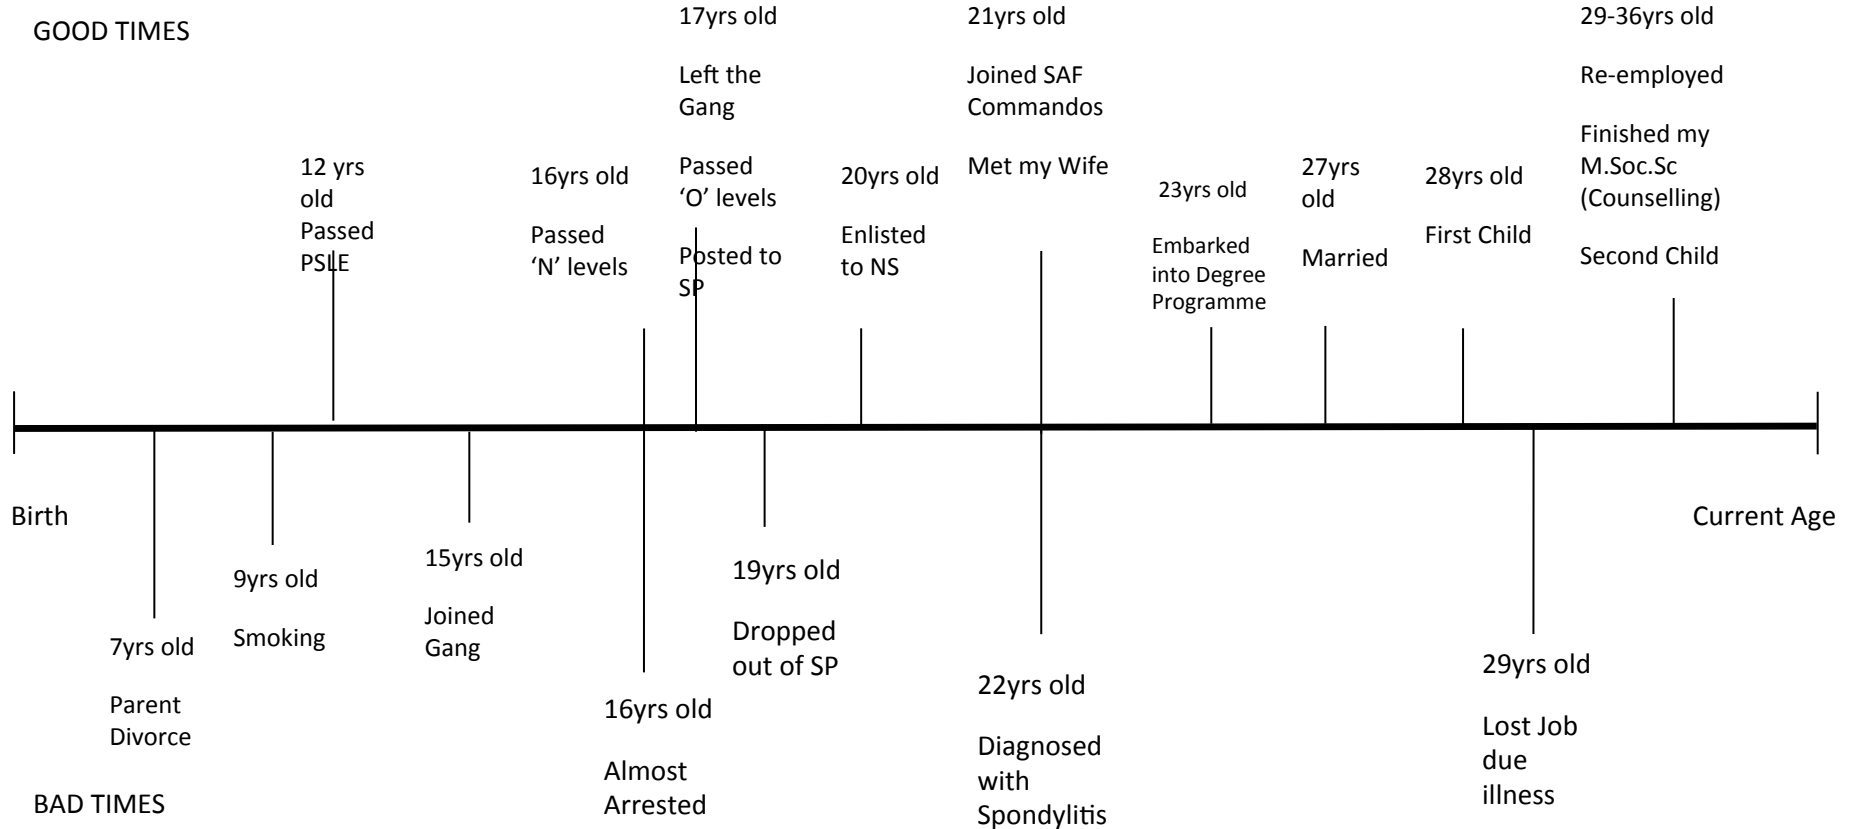 GOOD TIMES
12 yrs
old
Passed
PSLE
16yrs old
Passed
‘N’ levels
17yrs old
Left the
Gang
Passed
‘O’ levels
Posted to
SP
20yrs old
Enlisted
to NS
21yrs old
Joined SAF
Commandos
Met my Wife
23yrs old
Embarked
into Degree
Programme
27yrs
old
Married
28yrs old
First Child
29-36yrs old
Re-employed
Finished my
M.Soc.Sc
(Counselling)
Second Child
Birth
Current Age
7yrs old
Parent
Divorce
9yrs old
Smoking
15yrs old
Joined
Gang
16yrs old
Almost
Arrested
19yrs old
Dropped
out of SP
22yrs old
Diagnosed
with
Spondylitis
29yrs old
Lost Job
due
illness
BAD TIMES